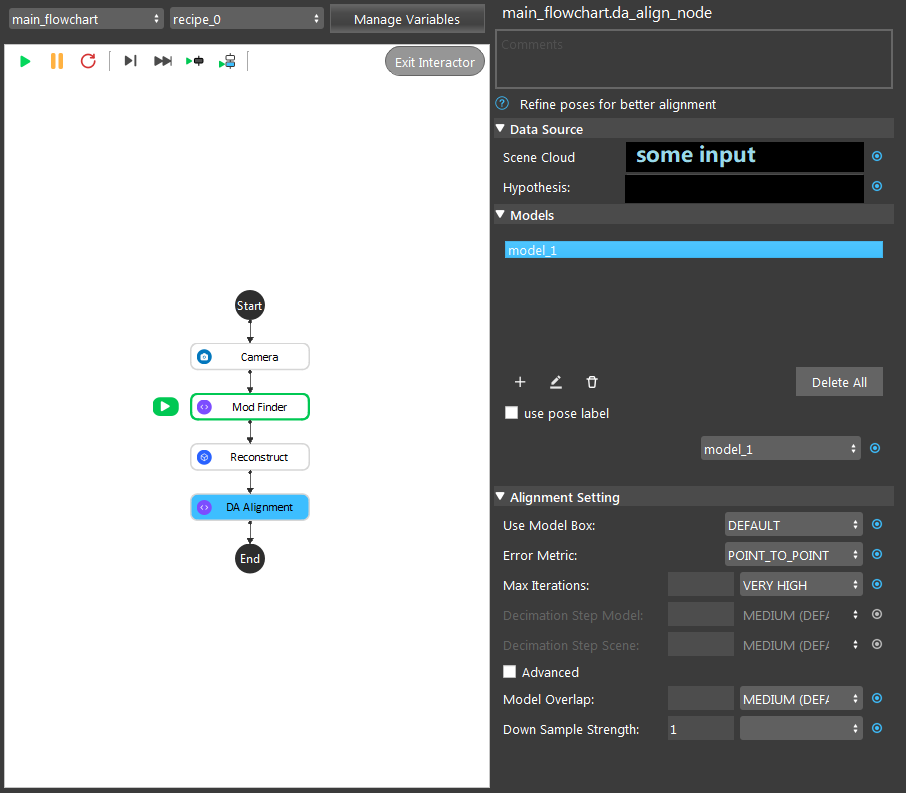 main_flowchart
recipe_0
Manage Variables
Exit Interactor
Start
Camera
Mod Finder
Reconstruct
DA Alignment
End
main_flowchart.da_align_node
Comments
? Refine poses for better alignment
Data Source
Scene Cloud some input
Hypothesis:
Models
model_1
Delete All
use pose label
model_1
Alignment Setting
Use Model Box: DEFAULT
Error Metric: POINT_TO_POINT
Max Iterations: VERY HIGH
Decimation Step Model: MEDIUM (DEFA
Decimation Step Scene: MEDIUM (DEFA
Advanced
Model Overlap: MEDIUM (DEFA
Down Sample Strength: 1